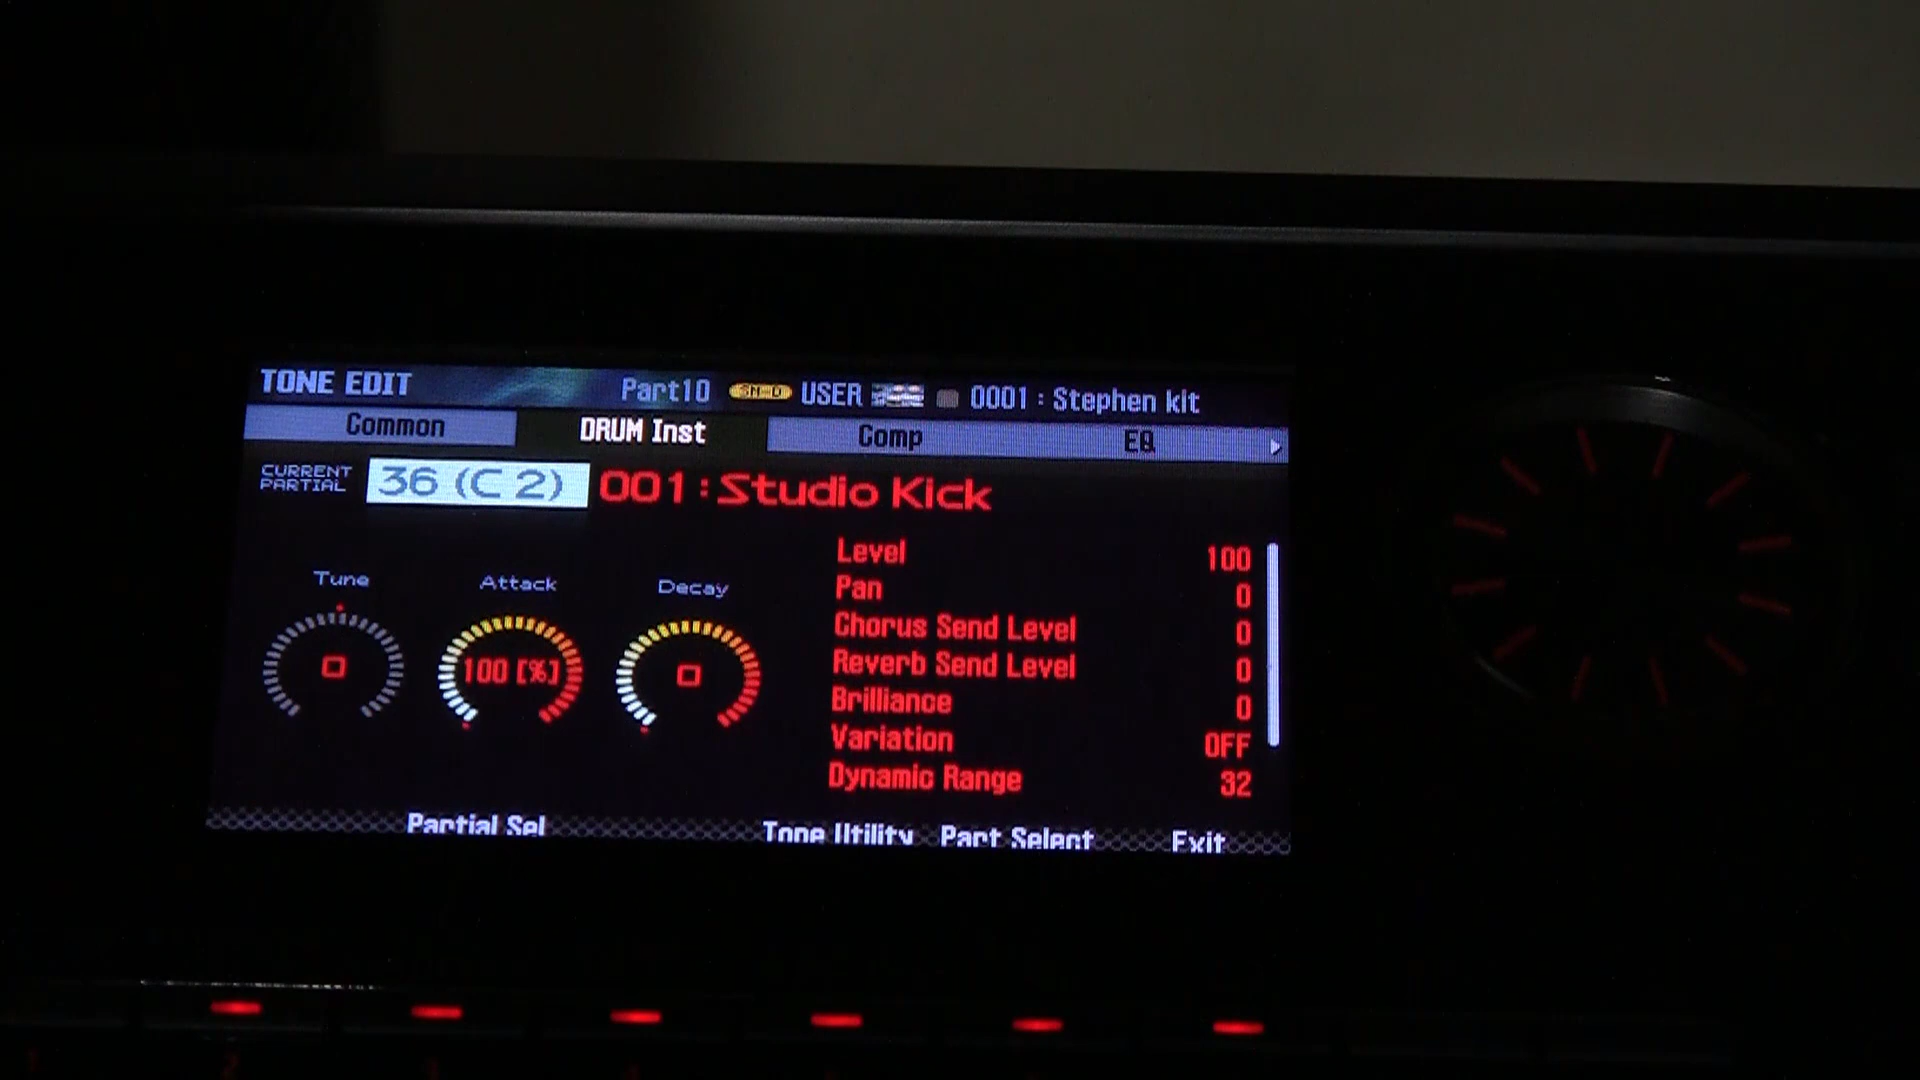 TONE EDIT Part10 SN-D USER 0001 : Stephen kit
Common DRUM Inst Comp EQ
CURRENT PARTIAL 36 (C 2) 001 : Studio Kick
Tune Attack Decay
0 100 [%] 0
Level 100
Pan 0
Chorus Send Level 0
Reverb Send Level 0
Brilliance 0
Variation OFF
Dynamic Range 32
Partial Sel Tone Utility Part Select Exit